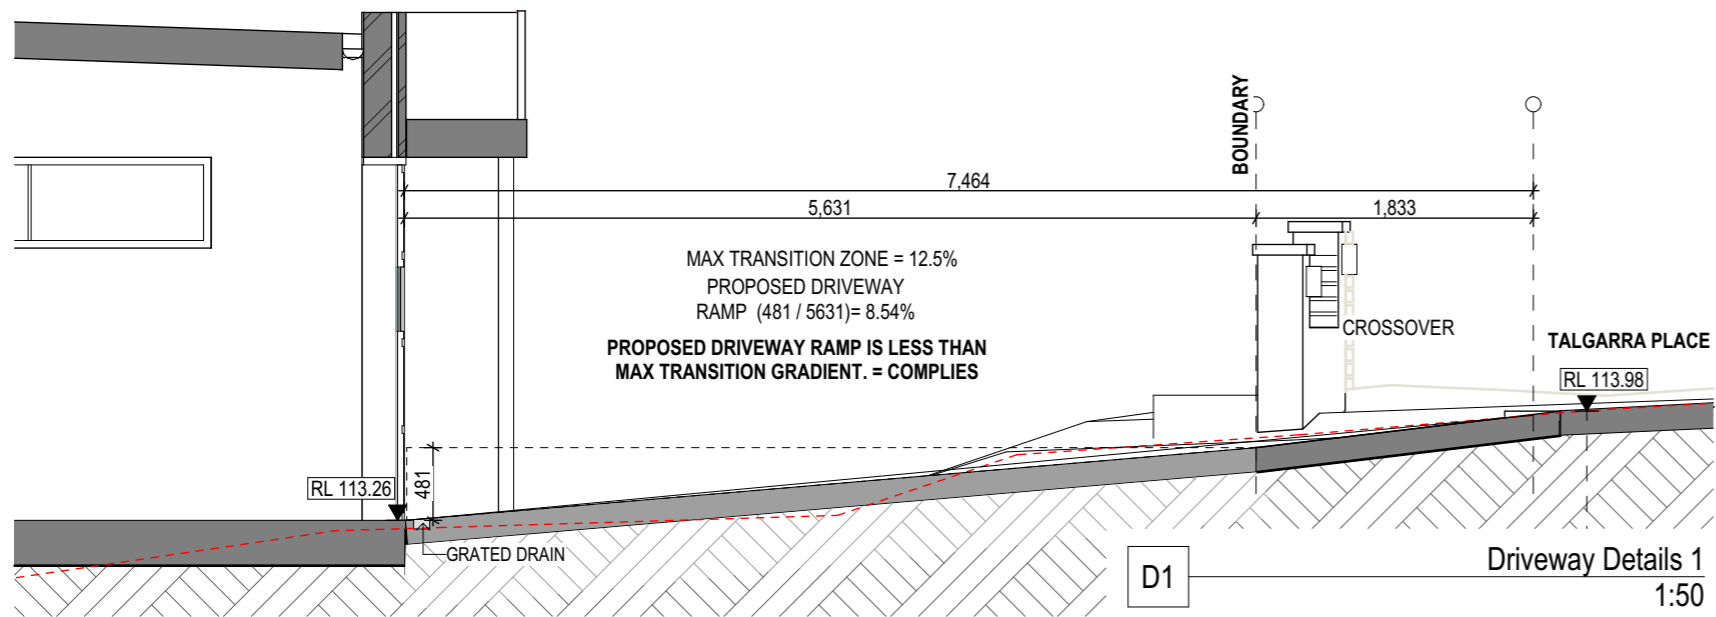 BOUNDARY
7,464
5,631
1,833
MAX TRANSITION ZONE = 12.5%
PROPOSED DRIVEWAY
RAMP (481 / 5631)= 8.54%
PROPOSED DRIVEWAY RAMP IS LESS THAN
MAX TRANSITION GRADIENT. = COMPLIES
CROSSOVER
TALGARRA PLACE
RL 113.98
RL 113.26
481
GRATED DRAIN
D1
Driveway Details 1
1:50